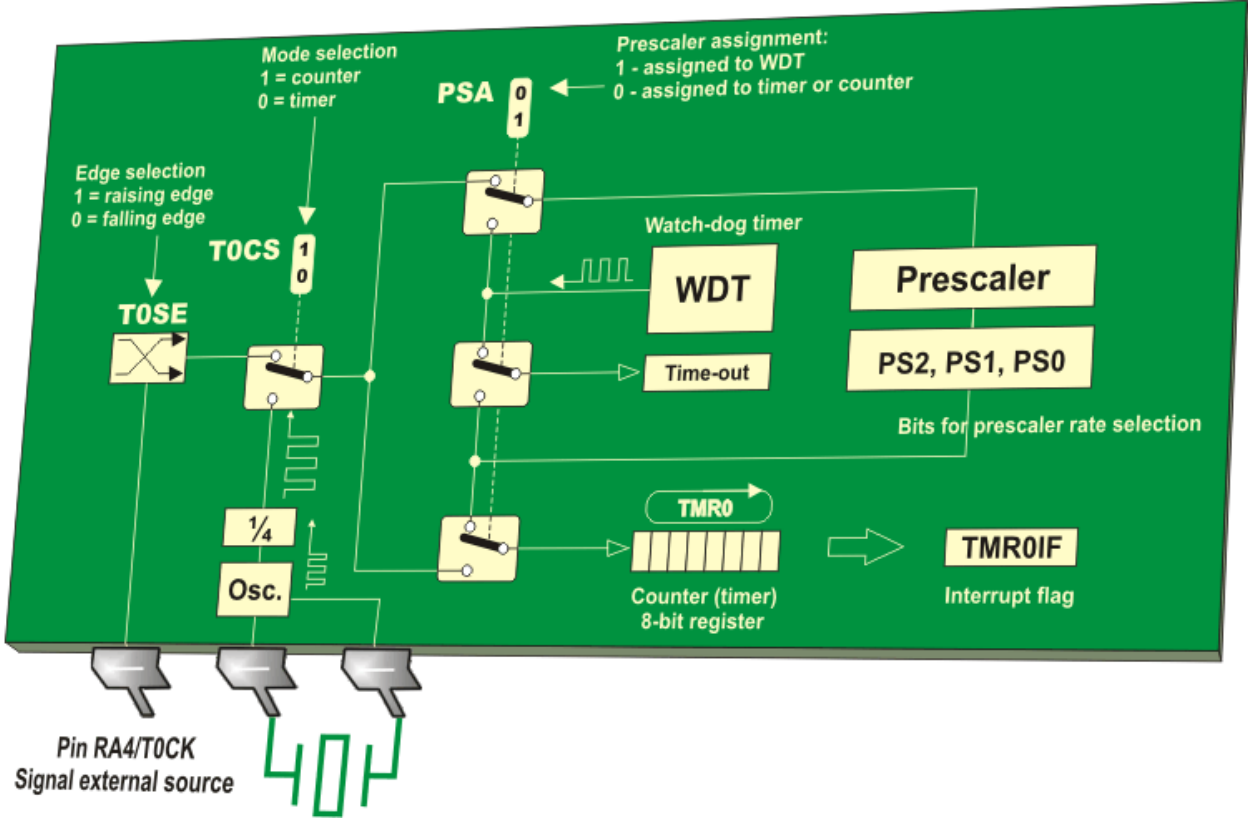 Mode selection
1 = counter
0 = timer
Prescaler assignment:
1 - assigned to WDT
0 - assigned to timer or counter
PSA
0
1
Edge selection
1 = raising edge
0 = falling edge
T0CS
1
0
T0SE
Watch-dog timer
WDT
Prescaler
Time-out
PS2, PS1, PS0
Bits for prescaler rate selection
¼
Osc.
TMR0
TMR0IF
Counter (timer)
8-bit register
Interrupt flag
Pin RA4/T0CK
Signal external source